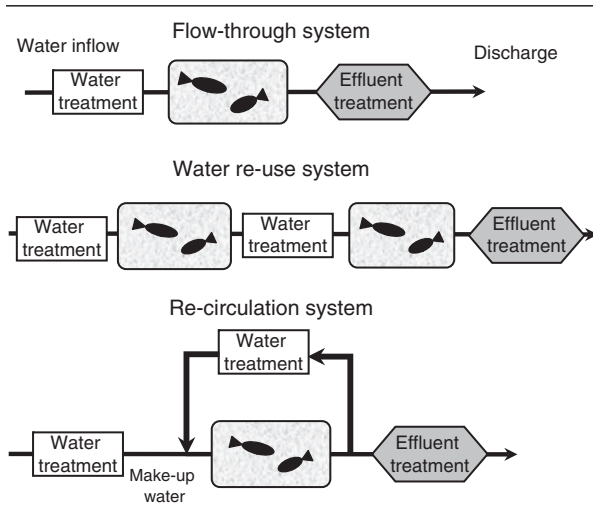 Flow-through system
Water inflow
Discharge
Water
treatment
Effluent
treatment
Water re-use system
Water
treatment
Water
treatment
Effluent
treatment
Re-circulation system
Water
treatment
Water
treatment
Make-up
water
Effluent
treatment